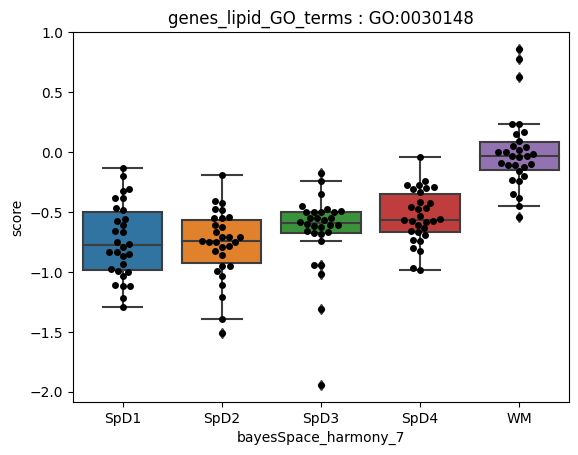 genes_lipid_GO_terms : GO:0030148
1.0
0.5
0.0
−0.5
−1.0
−1.5
−2.0
score
SpD1 SpD2 SpD3 SpD4 WM
bayesSpace_harmony_7